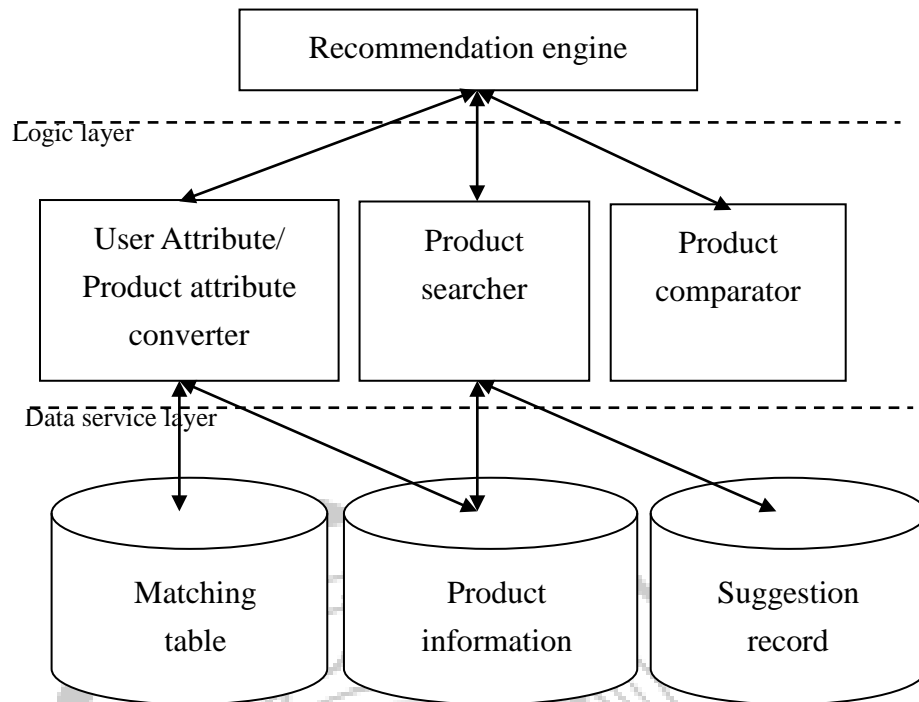 Recommendation engine
Logic layer
User Attribute/
Product attribute
converter
Product
searcher
Product
comparator
Data service layer
Matching
table
Product
information
Suggestion
record